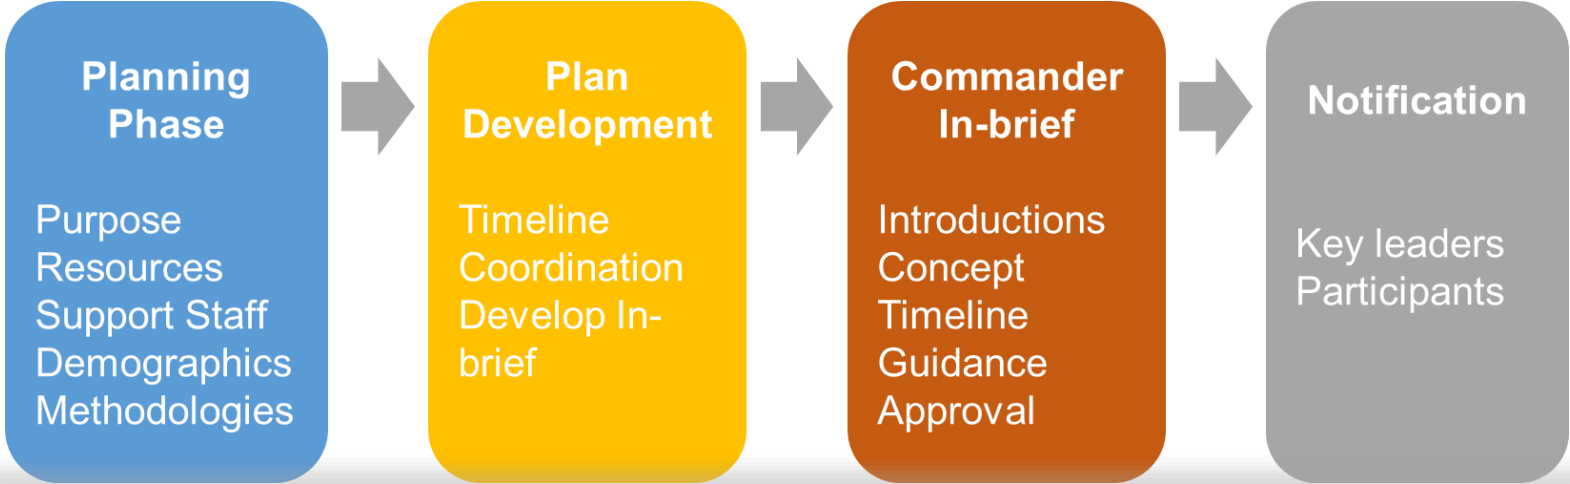 Planning
Phase
Purpose
Resources
Support Staff
Demographics
Methodologies
Plan
Development
Timeline
Coordination
Develop In-
brief
Commander
In-brief
Introductions
Concept
Timeline
Guidance
Approval
Notification
Key leaders
Participants